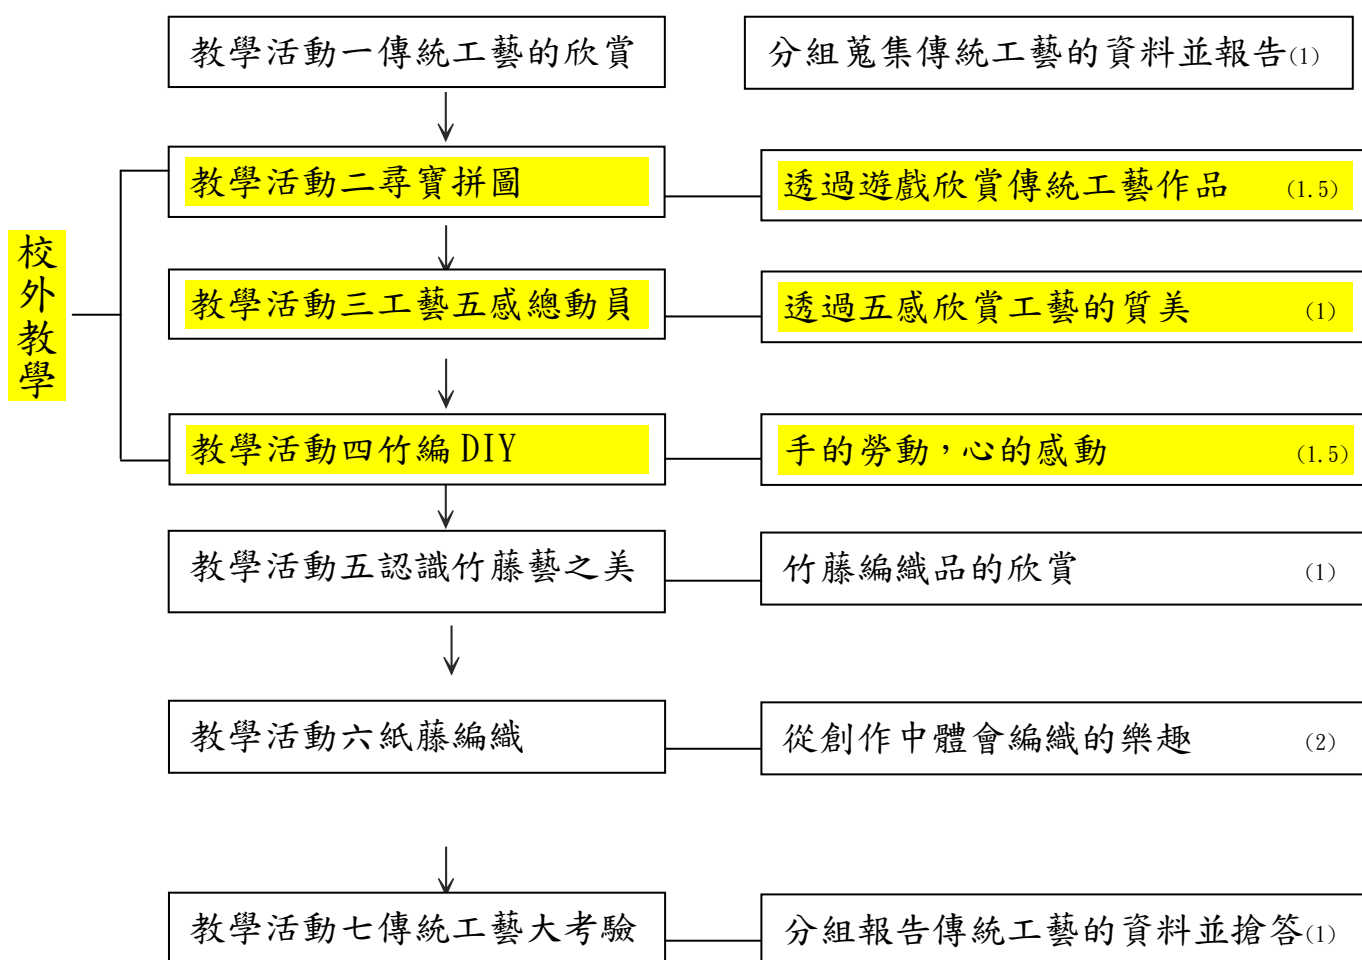 教學活動一傳統工藝的欣賞
分組蒐集傳統工藝的資料並報告(1)
校外教學
教學活動二尋寶拼圖
透過遊戲欣賞傳統工藝作品 (1.5)
教學活動三工藝五感總動員
透過五感欣賞工藝的質美 (1)
教學活動四竹編 DIY
手的勞動，心的感動 (1.5)
教學活動五認識竹藤藝之美
竹藤編織品的欣賞 (1)
教學活動六紙藤編織
從創作中體會編織的樂趣 (2)
教學活動七傳統工藝大考驗
分組報告傳統工藝的資料並搶答(1)